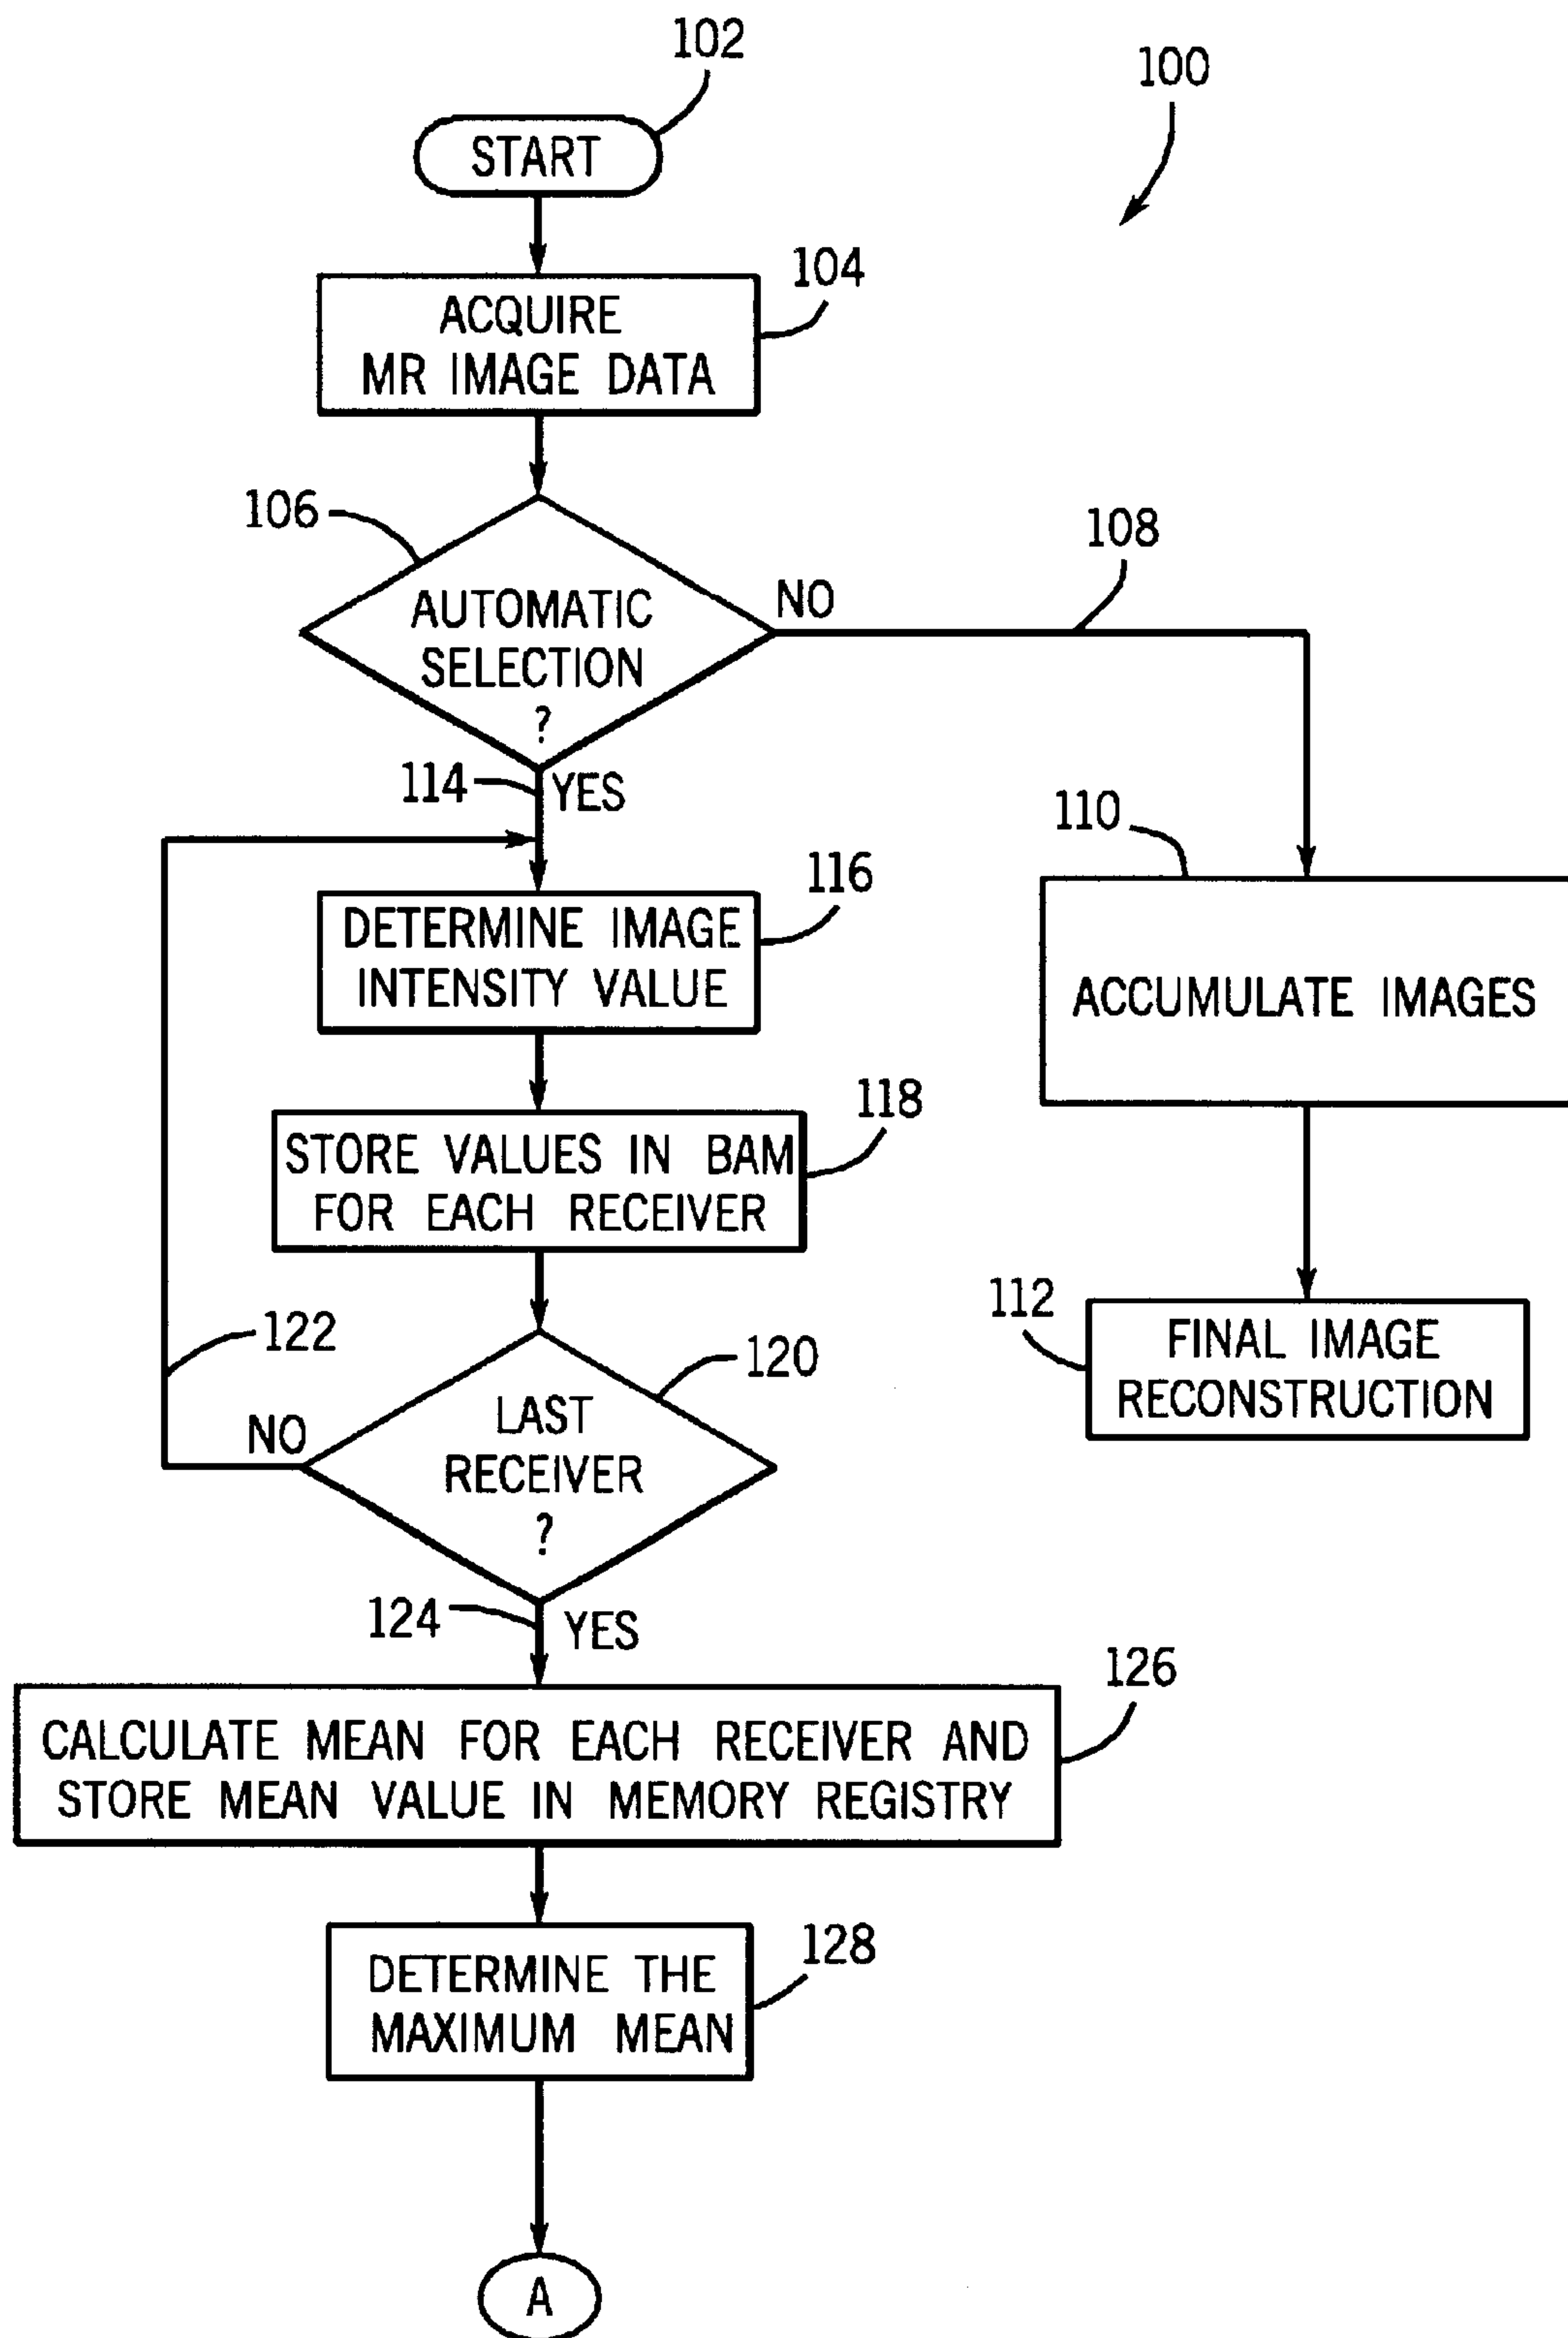 102
100
START
104
ACQUIRE
MR IMAGE DATA
106
108
AUTOMATIC
SELECTION
?
NO
114
YES
110
116
DETERMINE IMAGE
INTENSITY VALUE
ACCUMULATE IMAGES
118
STORE VALUES IN BAM
FOR EACH RECEIVER
112
FINAL IMAGE
RECONSTRUCTION
122
120
NO
LAST
RECEIVER
?
124
YES
126
CALCULATE MEAN FOR EACH RECEIVER AND
STORE MEAN VALUE IN MEMORY REGISTRY
128
DETERMINE THE
MAXIMUM MEAN
A